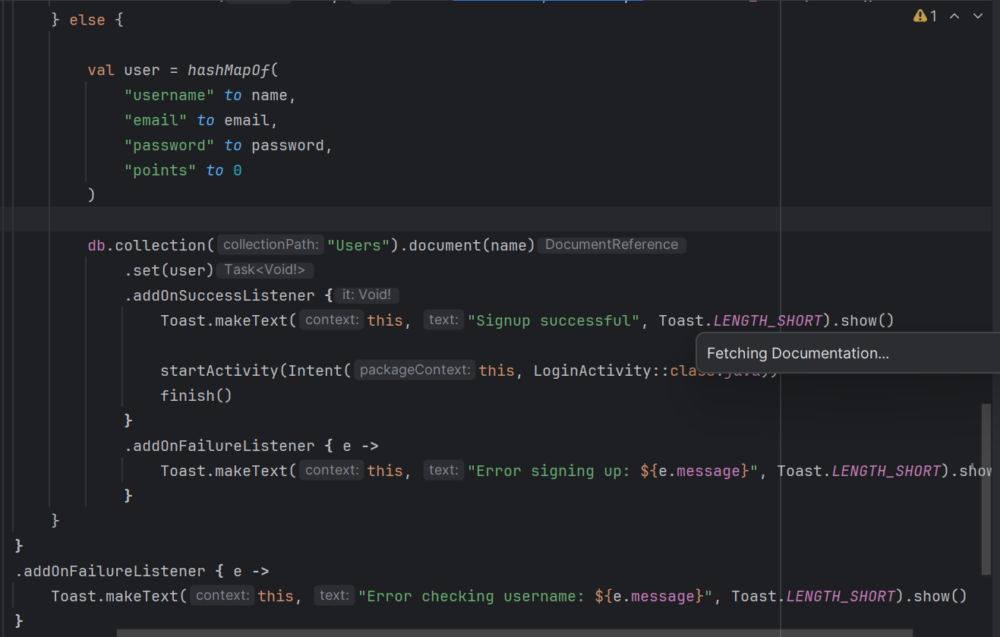 } else {
val user = hashMapOf(
"username" to name,
"email" to email,
"password" to password,
"points" to 0
)
db.collection( collectionPath: "Users").document(name) DocumentReference
.set(user) Task<Void!>
.addOnSuccessListener { it: Void!
Toast.makeText( context: this, text: "Signup successful", Toast.LENGTH_SHORT).show()
Fetching Documentation...
startActivity(Intent( packageContext: this, LoginActivity::class.java))
finish()
}
.addOnFailureListener { e ->
Toast.makeText( context: this, text: "Error signing up: ${e.message}", Toast.LENGTH_SHORT).show
}
}
}
.addOnFailureListener { e ->
Toast.makeText( context: this, text: "Error checking username: ${e.message}", Toast.LENGTH_SHORT).show()
}
1